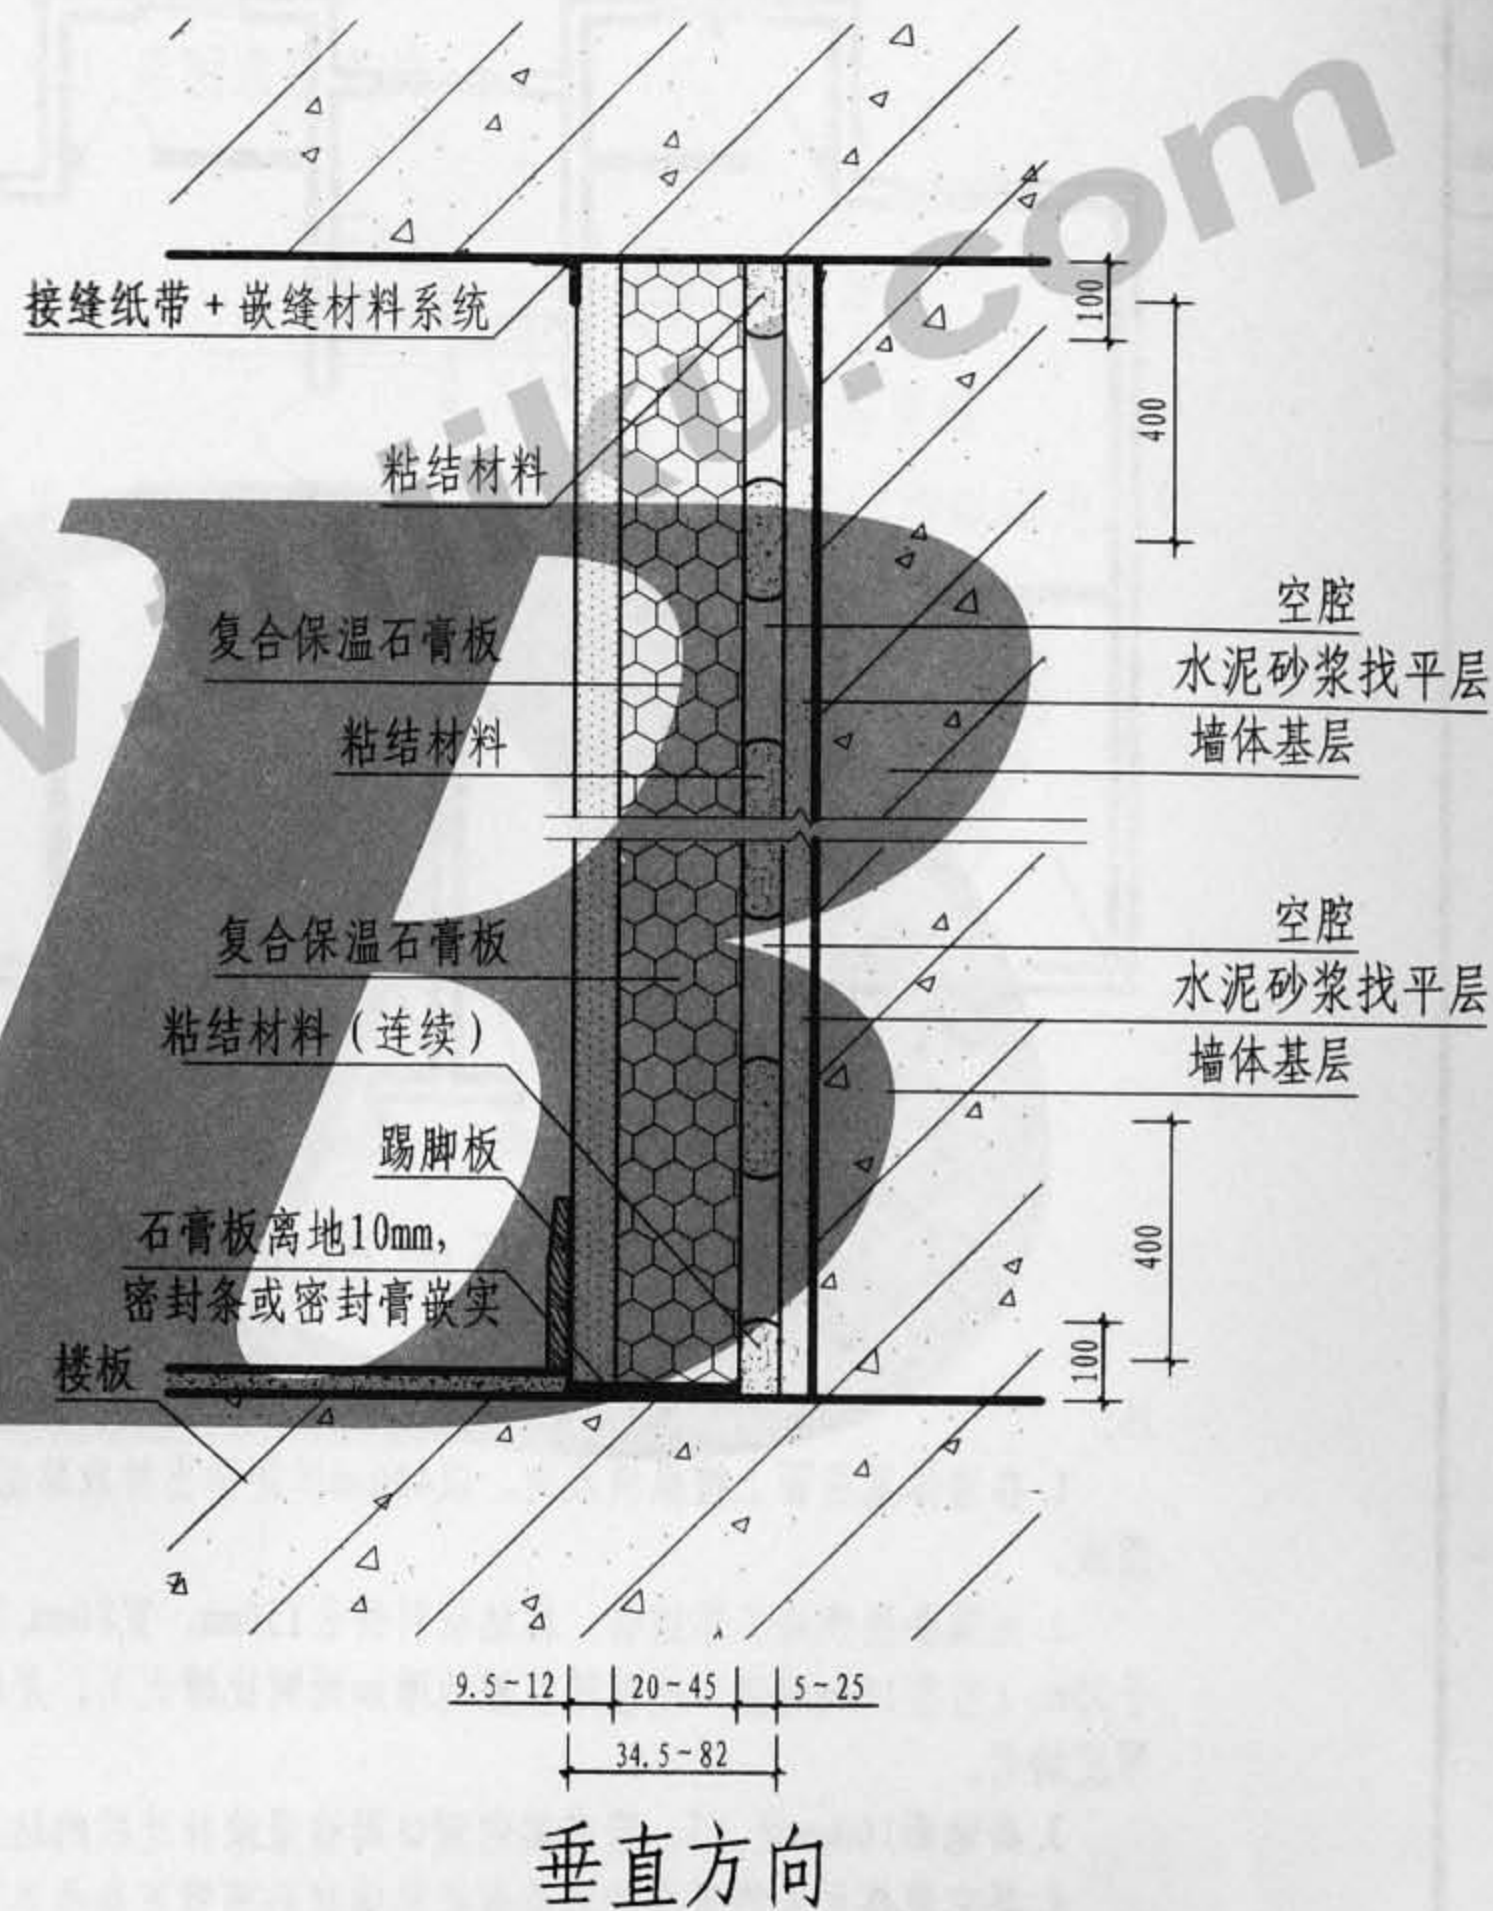 接缝纸带+嵌缝材料系统
100
400
粘结材料
复合保温石膏板
空腔
水泥砂浆找平层
粘结材料
墙体基层
复合保温石膏板
空腔
水泥砂浆找平层
粘结材料(连续)
墙体基层
踢脚板
石膏板离地10mm,
密封条或密封膏嵌实
400
100
楼板
9.5~12 20~45 5~25
34.5~82
垂直方向
jiku.com